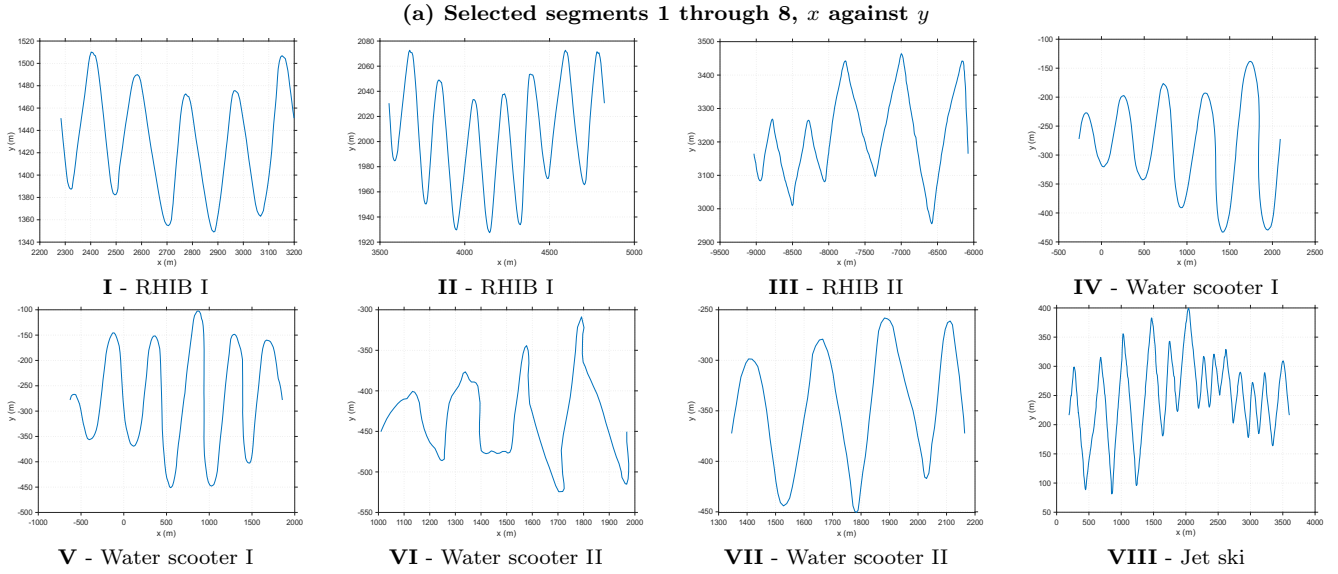 (a) Selected segments 1 through 8, x against y
1520
1500
1480
1460
1440
1420
1400
1380
1360
1340
y (m)
2200 2300 2400 2500 2600 2700 2800 2900 3000 3100 3200
x (m)
I - RHIB I
2080
2060
2040
2020
2000
1980
1960
1940
1920
y (m)
4000 4500 5000
x (m)
II - RHIB I
3500
3400
3300
3200
3100
3000
2900
y (m)
-9500 -9000 -8500 -8000 -7500 -7000 -6500 -6000
x (m)
III - RHIB II
-100
-150
-200
-250
-300
-350
-400
-450
y (m)
-500 0 500 1000 1500 2000 2500
x (m)
IV - Water scooter I
-100
-150
-200
-250
-300
-350
-400
-450
-500
y (m)
-1000 -500 0 500 1000 1500 2000
x (m)
V - Water scooter I
-300
-350
-400
-450
-500
-550
y (m)
1000 1100 1200 1300 1400 1500 1600 1700 1800 1900 2000
x (m)
VI - Water scooter II
-250
-300
-350
-400
-450
y (m)
1300 1400 1500 1600 1700 1800 1900 2000 2100 2200
x (m)
VII - Water scooter II
400
350
300
250
200
150
100
50
y (m)
0 500 1000 1500 2000 2500 3000 3500 4000
x (m)
VIII - Jet ski